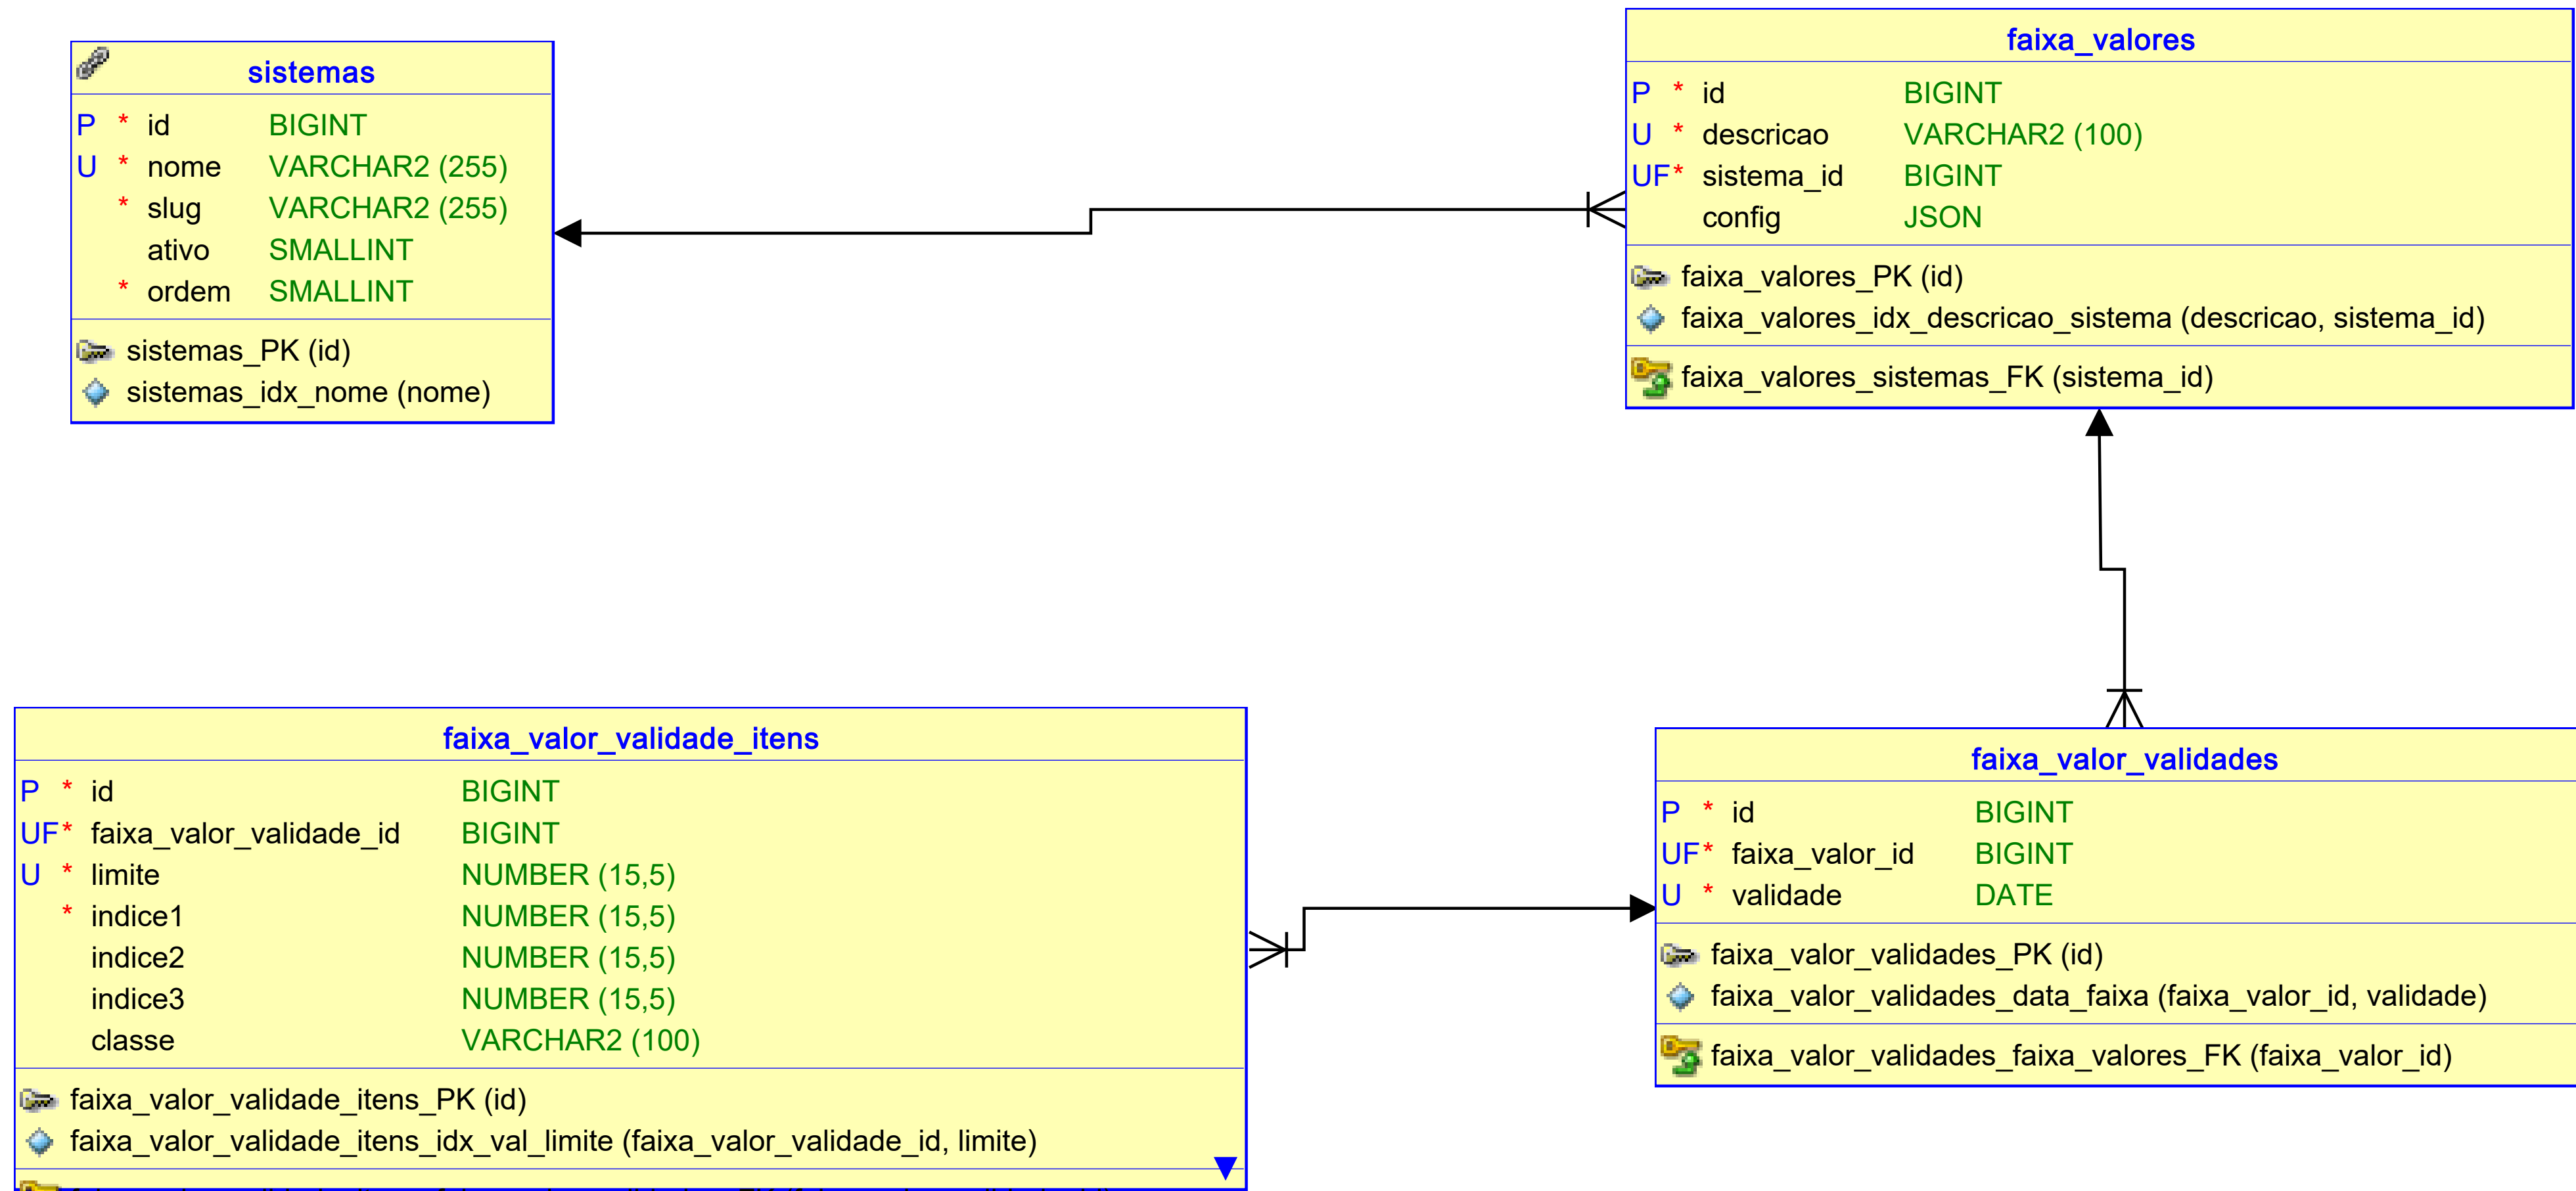 sistemas
P * id BIGINT
U * nome VARCHAR2 (255)
* slug VARCHAR2 (255)
ativo SMALLINT
* ordem SMALLINT
sistemas_PK (id)
sistemas_idx_nome (nome)
faixa_valores
P * id BIGINT
U * descricao VARCHAR2 (100)
UF* sistema_id BIGINT
config JSON
faixa_valores_PK (id)
faixa_valores_idx_descricao_sistema (descricao, sistema_id)
faixa_valores_sistemas_FK (sistema_id)
faixa_valor_validade_itens
P * id BIGINT
UF* faixa_valor_validade_id BIGINT
U * limite NUMBER (15,5)
* indice1 NUMBER (15,5)
indice2 NUMBER (15,5)
indice3 NUMBER (15,5)
classe VARCHAR2 (100)
faixa_valor_validade_itens_PK (id)
faixa_valor_validade_itens_idx_val_limite (faixa_valor_validade_id, limite)
faixa_valor_validades
P * id BIGINT
UF* faixa_valor_id BIGINT
U * validade DATE
faixa_valor_validades_PK (id)
faixa_valor_validades_data_faixa (faixa_valor_id, validade)
faixa_valor_validades_faixa_valores_FK (faixa_valor_id)